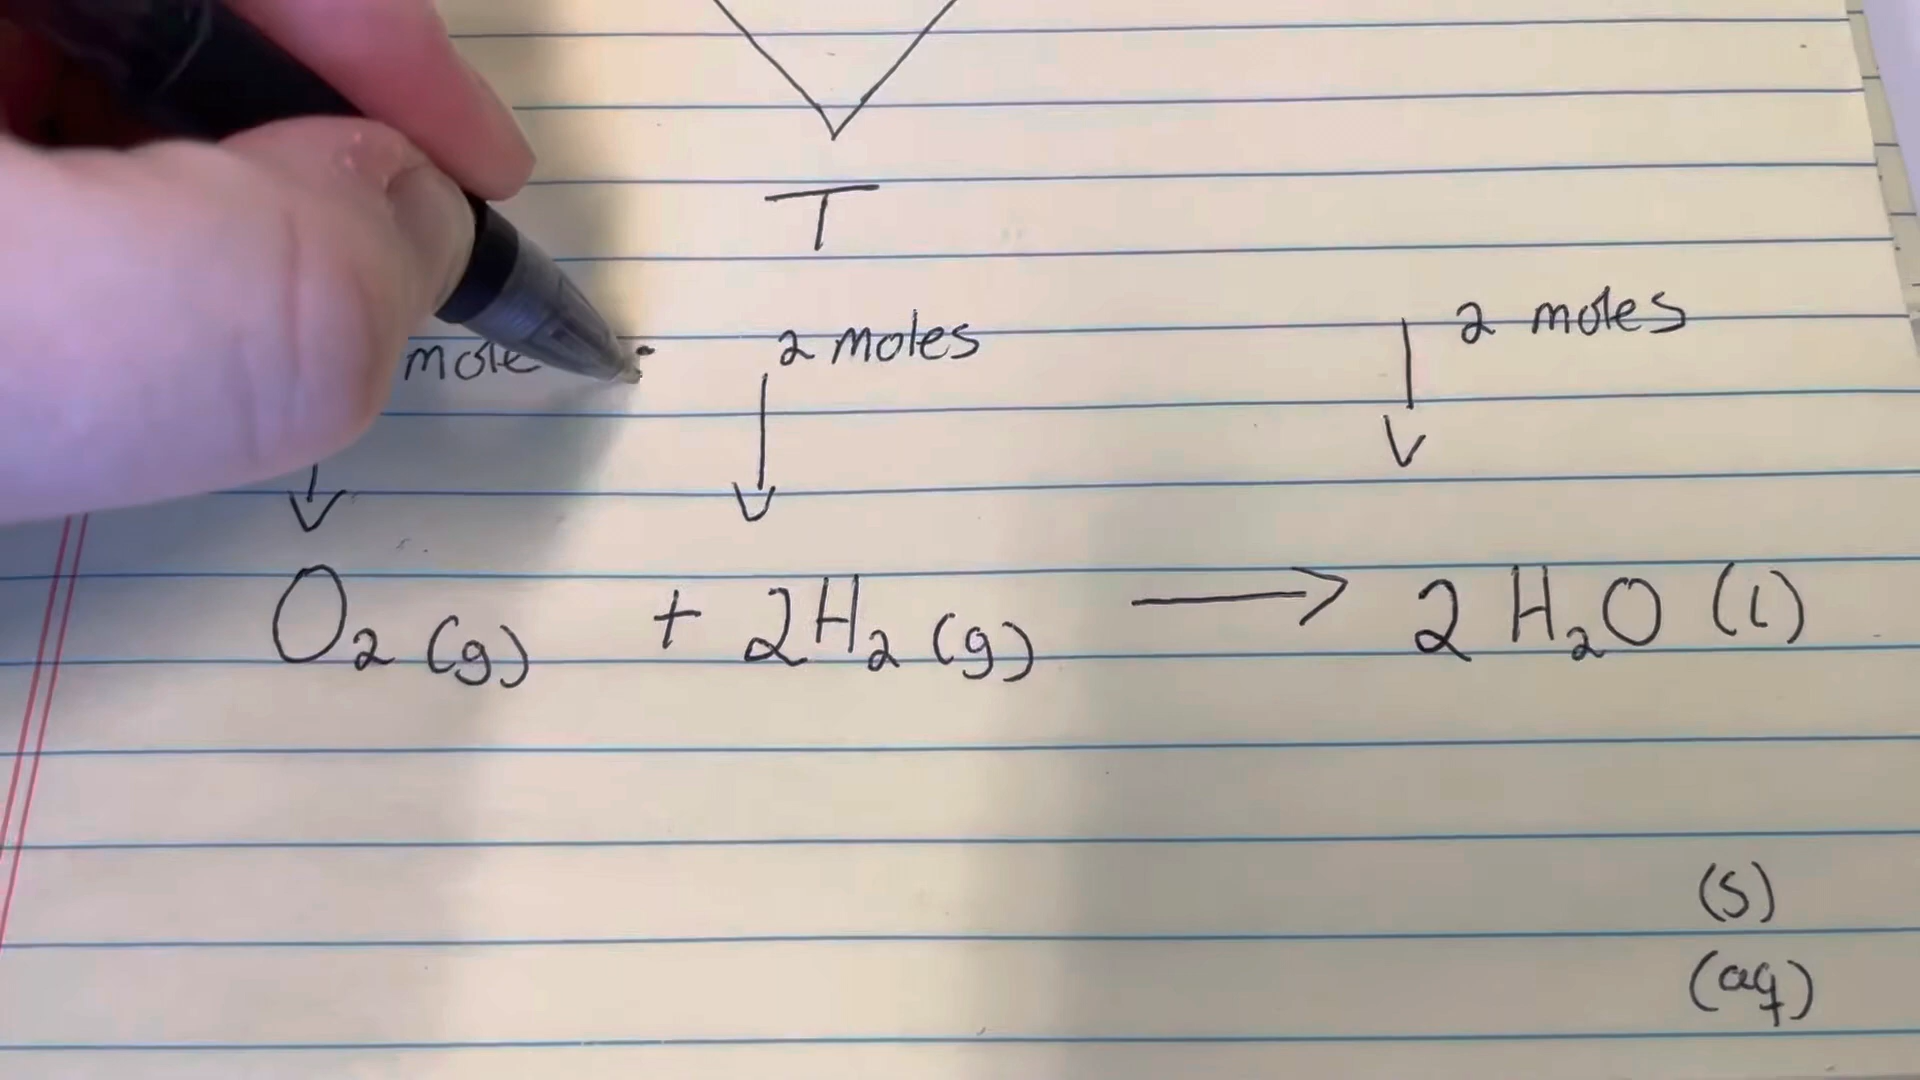 T
mole 2 moles 2 moles
O₂ (g) + 2H₂ (g) → 2 H₂O (l)
(s)
(aq)